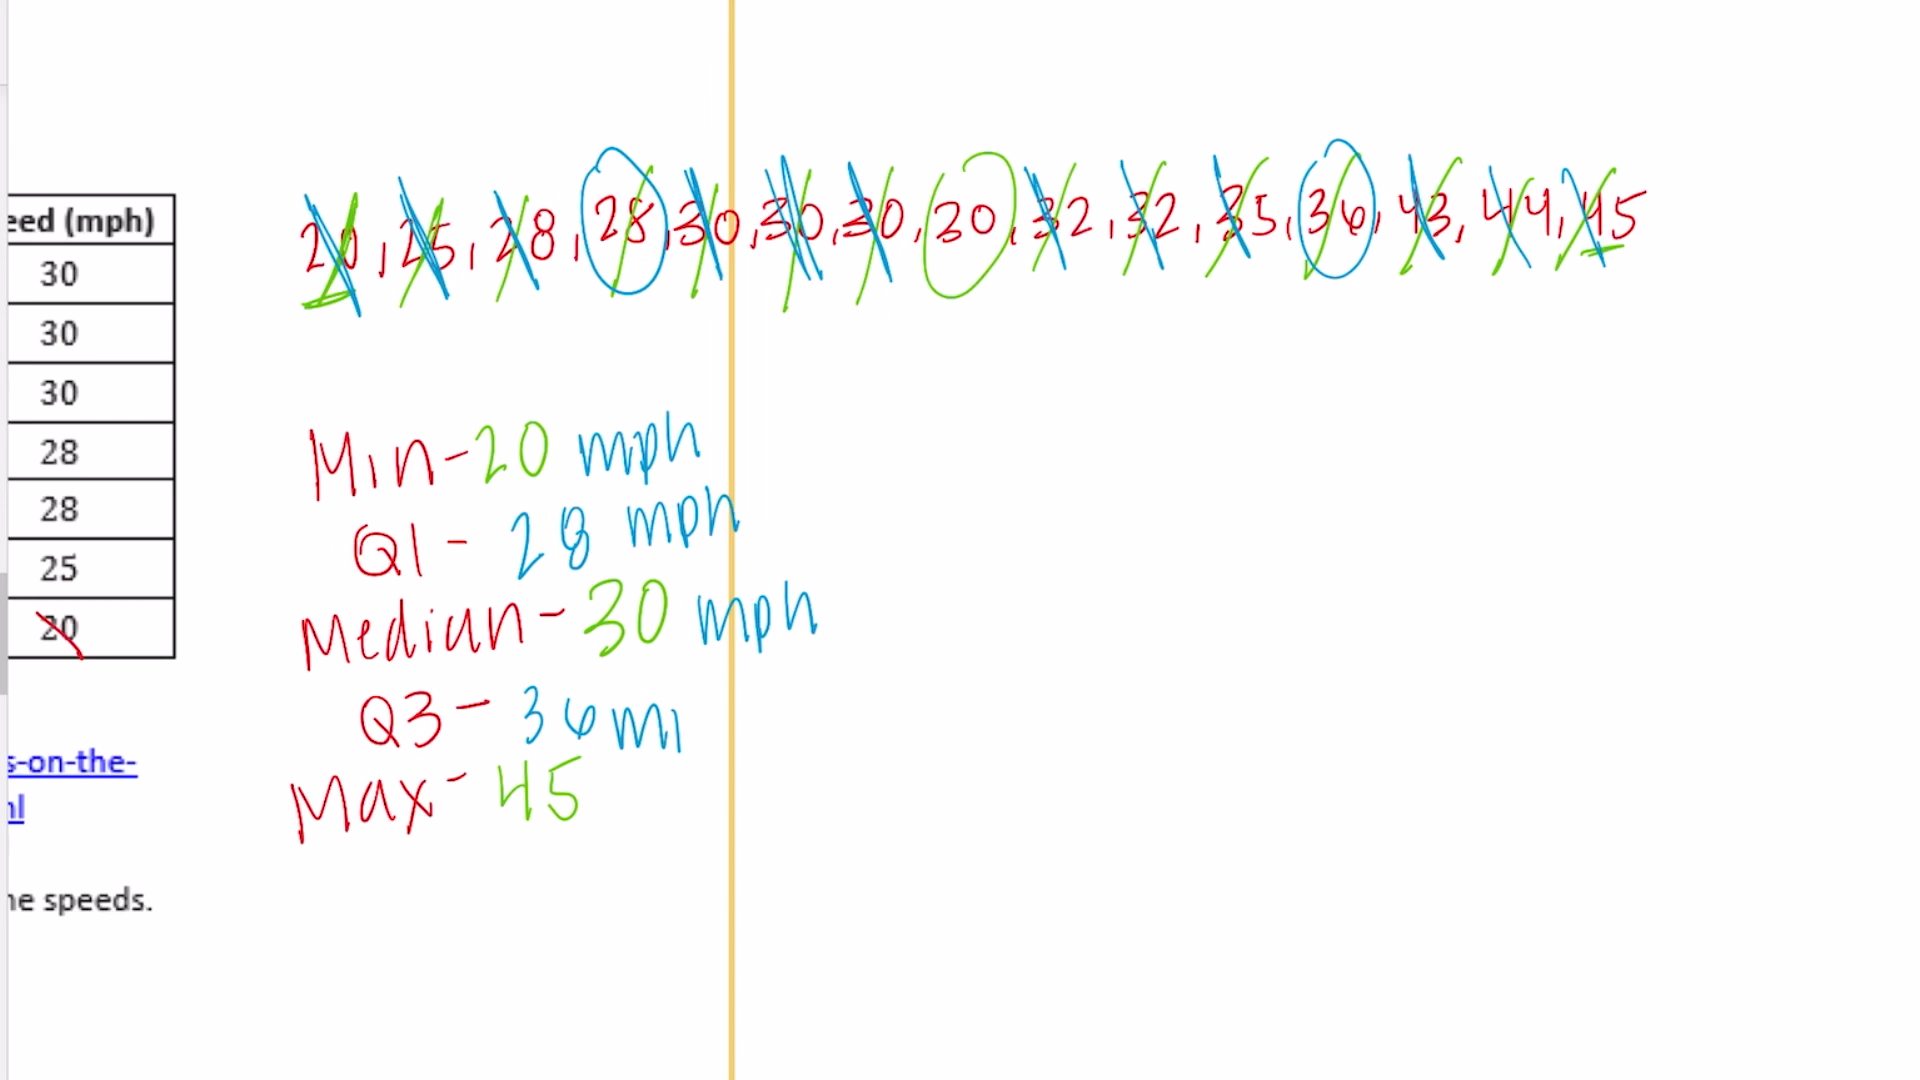 20, 25, 28, 28, 30, 30, 30, 30, 32, 32, 35, 36, 43, 44, 45
eed (mph)
30
30
30
28
28
25
20
Min - 20 mph
Q1 - 28 mph
Median - 30 mph
Q3 - 36 mi
Max - 45
s-on-the-
nl
ne speeds.